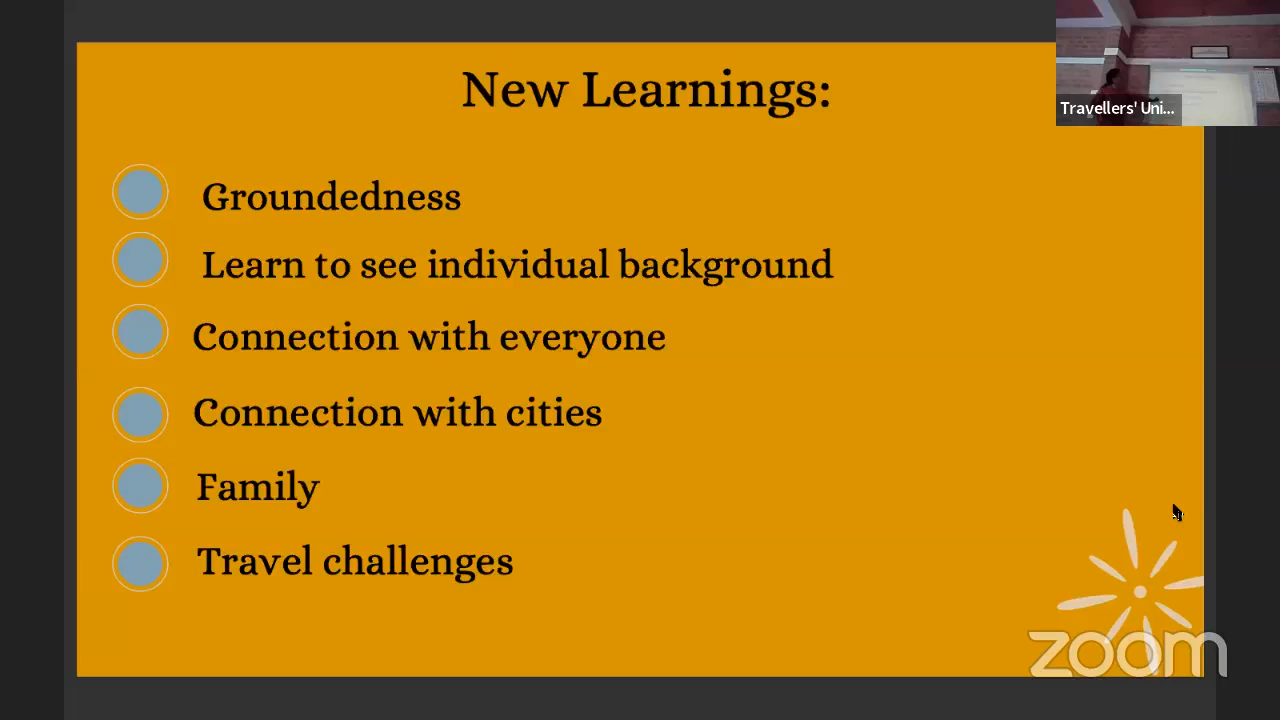 New Learnings:
Travellers' Uni...
Groundedness
Learn to see individual background
Connection with everyone
Connection with cities
Family
Travel challenges
zoom